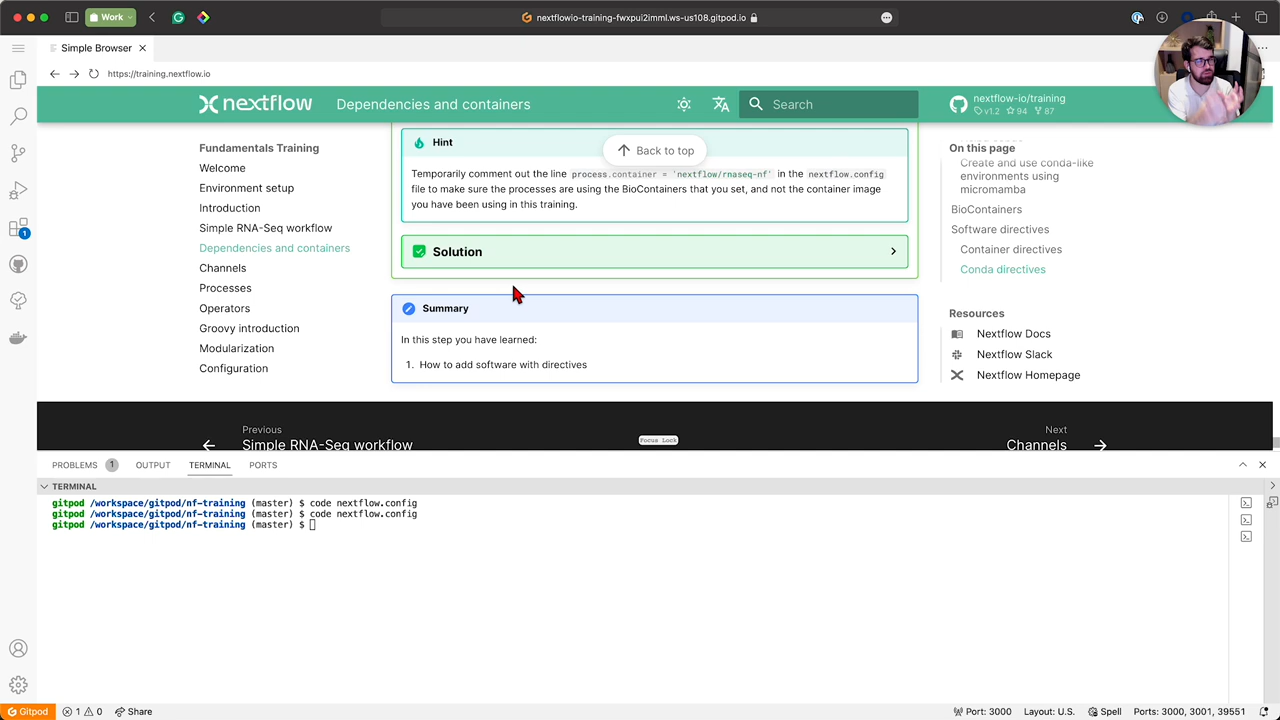 Work
nextflowio-training-fwxpui2imml.ws-us108.gitpod.io
Simple Browser
https://training.nextflow.io
nextflow
Dependencies and containers
Search
nextflow-io/training
v1.2 94 87
Fundamentals Training
Welcome
Environment setup
Introduction
Simple RNA-Seq workflow
Dependencies and containers
Channels
Processes
Operators
Groovy introduction
Modularization
Configuration
Hint
Back to top
Temporarily comment out the line process.container = 'nextflow/rnaseq-nf' in the nextflow.config
file to make sure the processes are using the BioContainers that you set, and not the container image
you have been using in this training.
Solution
Summary
In this step you have learned:
1. How to add software with directives
On this page
Create and use conda-like
environments using
micromamba
BioContainers
Software directives
Container directives
Conda directives
Resources
Nextflow Docs
Nextflow Slack
Nextflow Homepage
Previous
Simple RNA-Seq workflow
Focus Lock
Next
Channels
PROBLEMS 1 OUTPUT TERMINAL PORTS
TERMINAL
gitpod /workspace/gitpod/nf-training (master) $ code nextflow.config
gitpod /workspace/gitpod/nf-training (master) $ code nextflow.config
gitpod /workspace/gitpod/nf-training (master) $
1
Gitpod 1 0 Share Port: 3000 Layout: U.S. Spell Ports: 3000, 3001, 39551